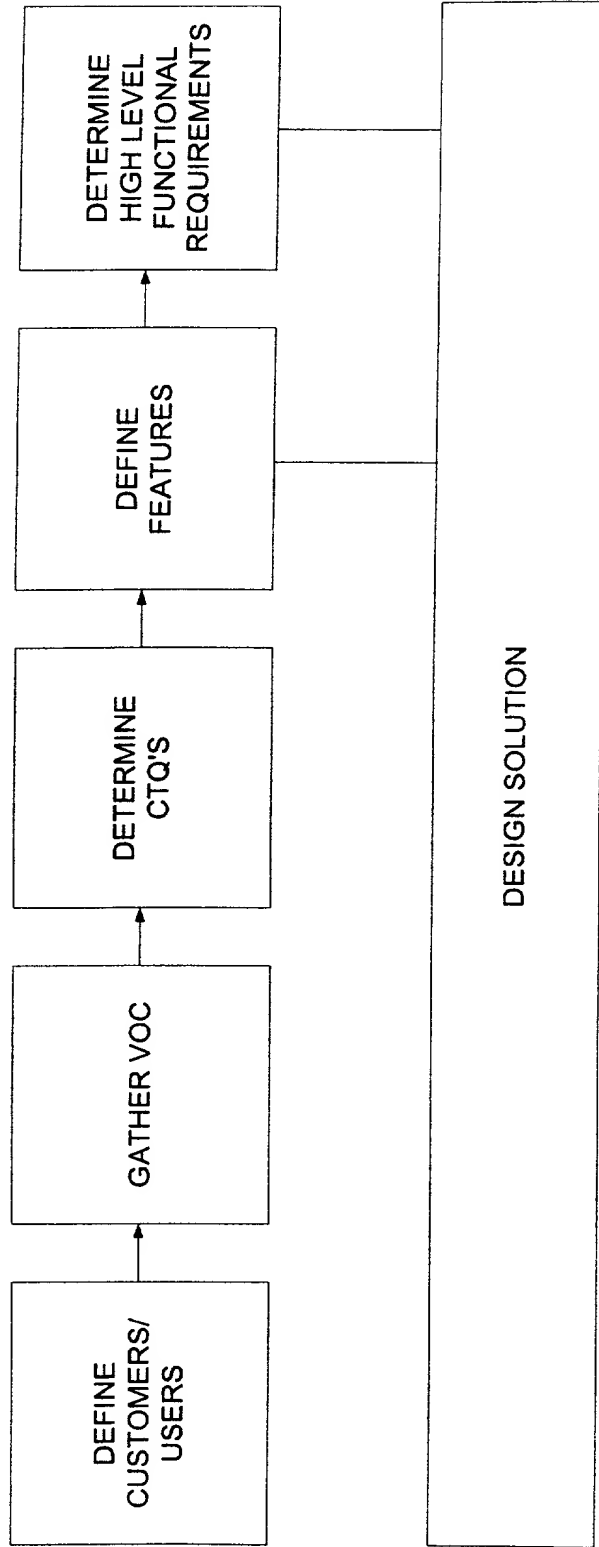 DEFINE
CUSTOMERS/
USERS
GATHER VOC
DETERMINE
CTQ'S
DEFINE
FEATURES
DETERMINE
HIGH LEVEL
FUNCTIONAL
REQUIREMENTS
DESIGN SOLUTION